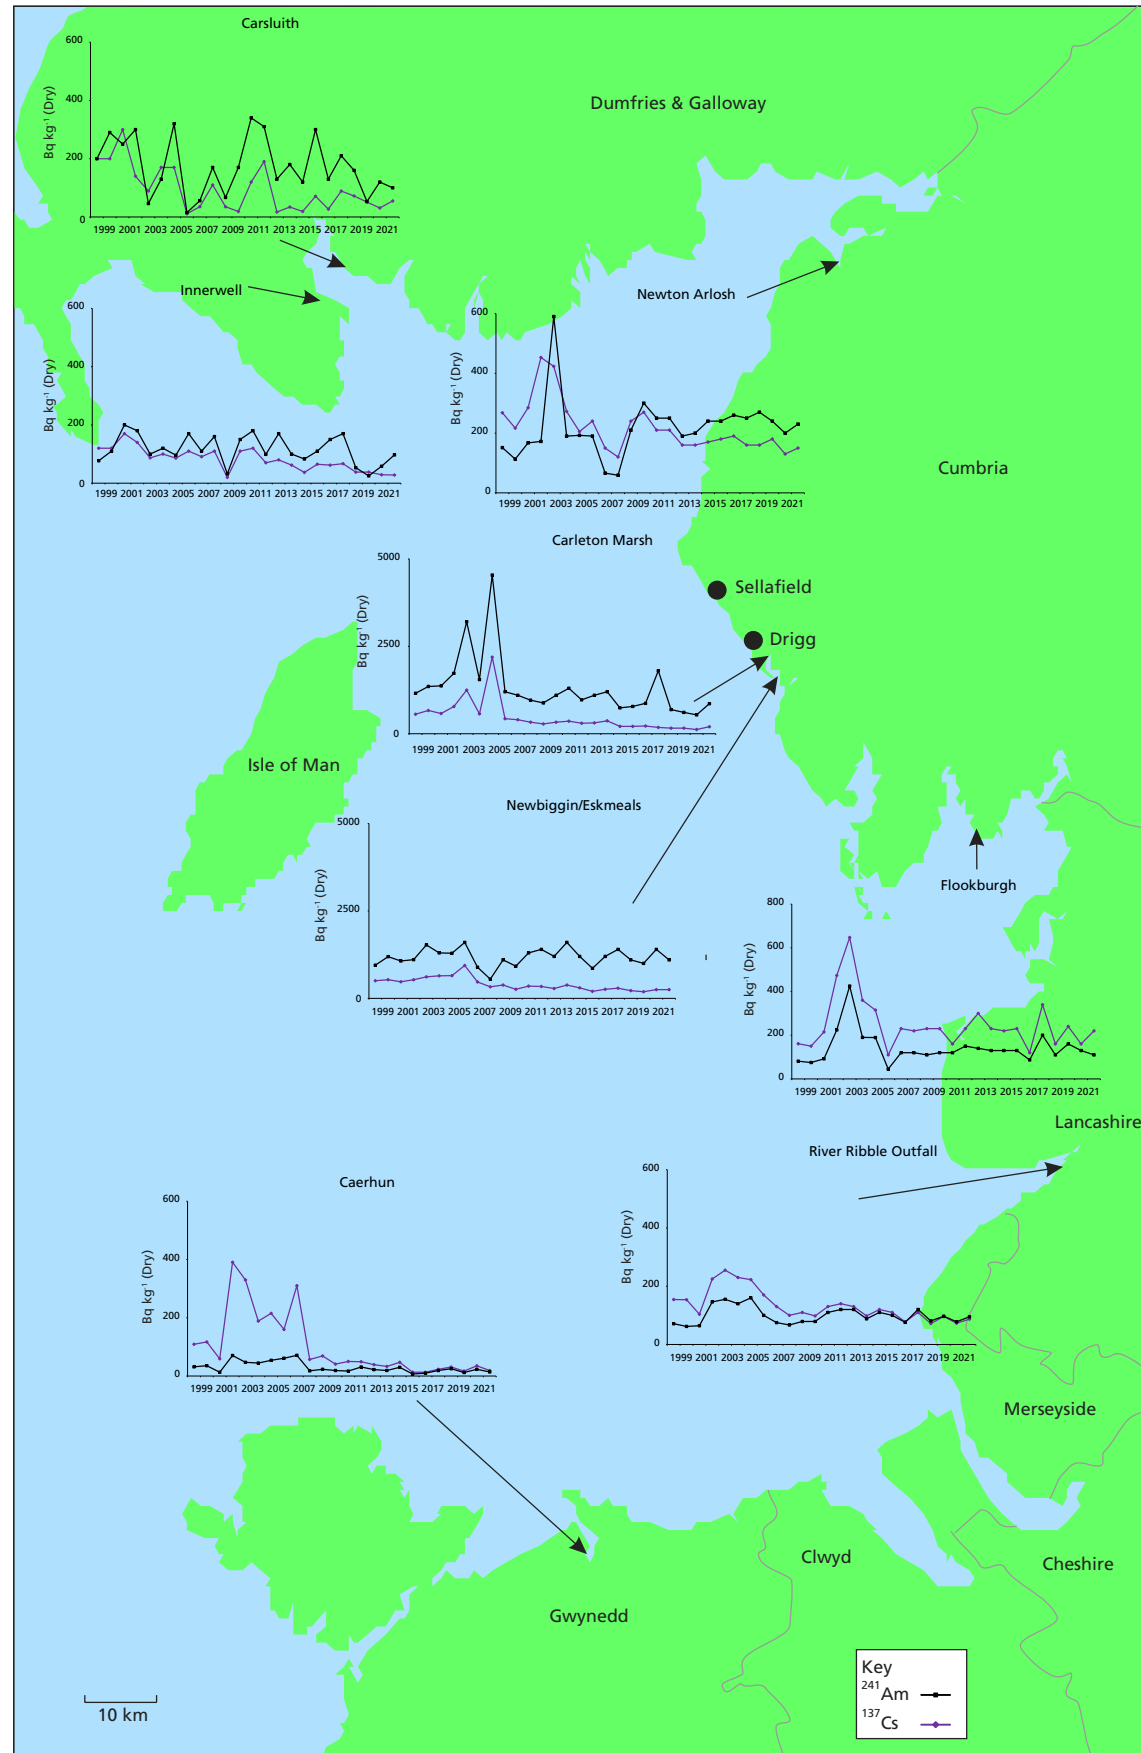 Carsluith
600
400
200
0
Bq kg-1 (Dry)
1999 2001 2003 2005 2007 2009 2011 2013 2015 2017 2019 2021
Dumfries & Galloway
Innerwell
600
400
200
0
Bq kg-1 (Dry)
1999 2001 2003 2005 2007 2009 2011 2013 2015 2017 2019 2021
Newton Arlosh
600
400
200
0
Bq kg-1 (Dry)
1999 2001 2003 2005 2007 2009 2011 2013 2015 2017 2019 2021
Cumbria
Carleton Marsh
5000
2500
0
Bq kg-1 (Dry)
1999 2001 2003 2005 2007 2009 2011 2013 2015 2017 2019 2021
Sellafield
Drigg
Isle of Man
Newbiggin/Eskmeals
5000
2500
0
Bq kg-1 (Dry)
1999 2001 2003 2005 2007 2009 2011 2013 2015 2017 2019 2021
Flookburgh
800
600
400
200
0
Bq kg-1 (Dry)
1999 2001 2003 2005 2007 2009 2011 2013 2015 2017 2019 2021
Lancashire
River Ribble Outfall
600
400
200
0
Bq kg-1 (Dry)
1999 2001 2003 2005 2007 2009 2011 2013 2015 2017 2019 2021
Caerhun
600
400
200
0
Bq kg-1 (Dry)
1999 2001 2003 2005 2007 2009 2011 2013 2015 2017 2019 2021
Merseyside
Clwyd
Cheshire
Gwynedd
Key
241Am
137Cs
10 km